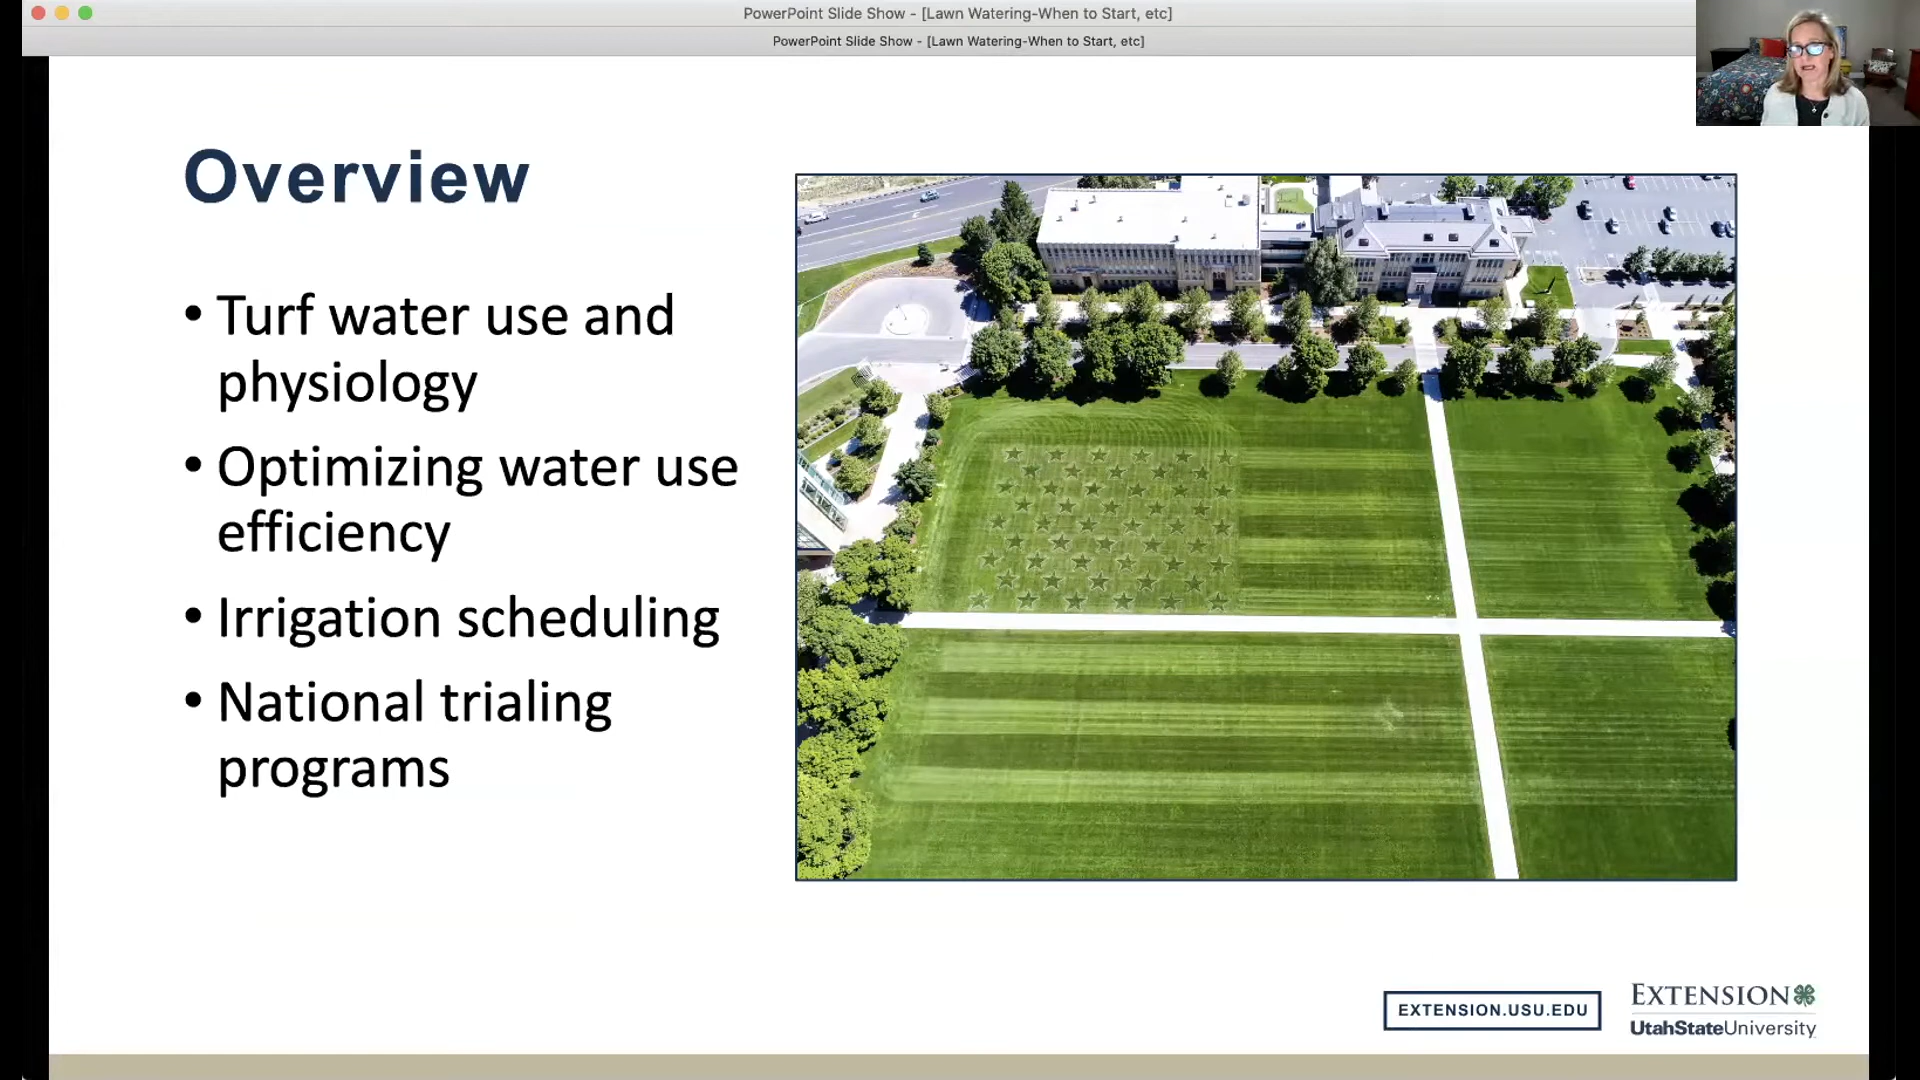 PowerPoint Slide Show - [Lawn Watering-When to Start, etc]
PowerPoint Slide Show - [Lawn Watering-When to Start, etc]
Overview
• Turf water use and
physiology
• Optimizing water use
efficiency
• Irrigation scheduling
• National trialing
programs
EXTENSION.USU.EDU
EXTENSION
UtahStateUniversity